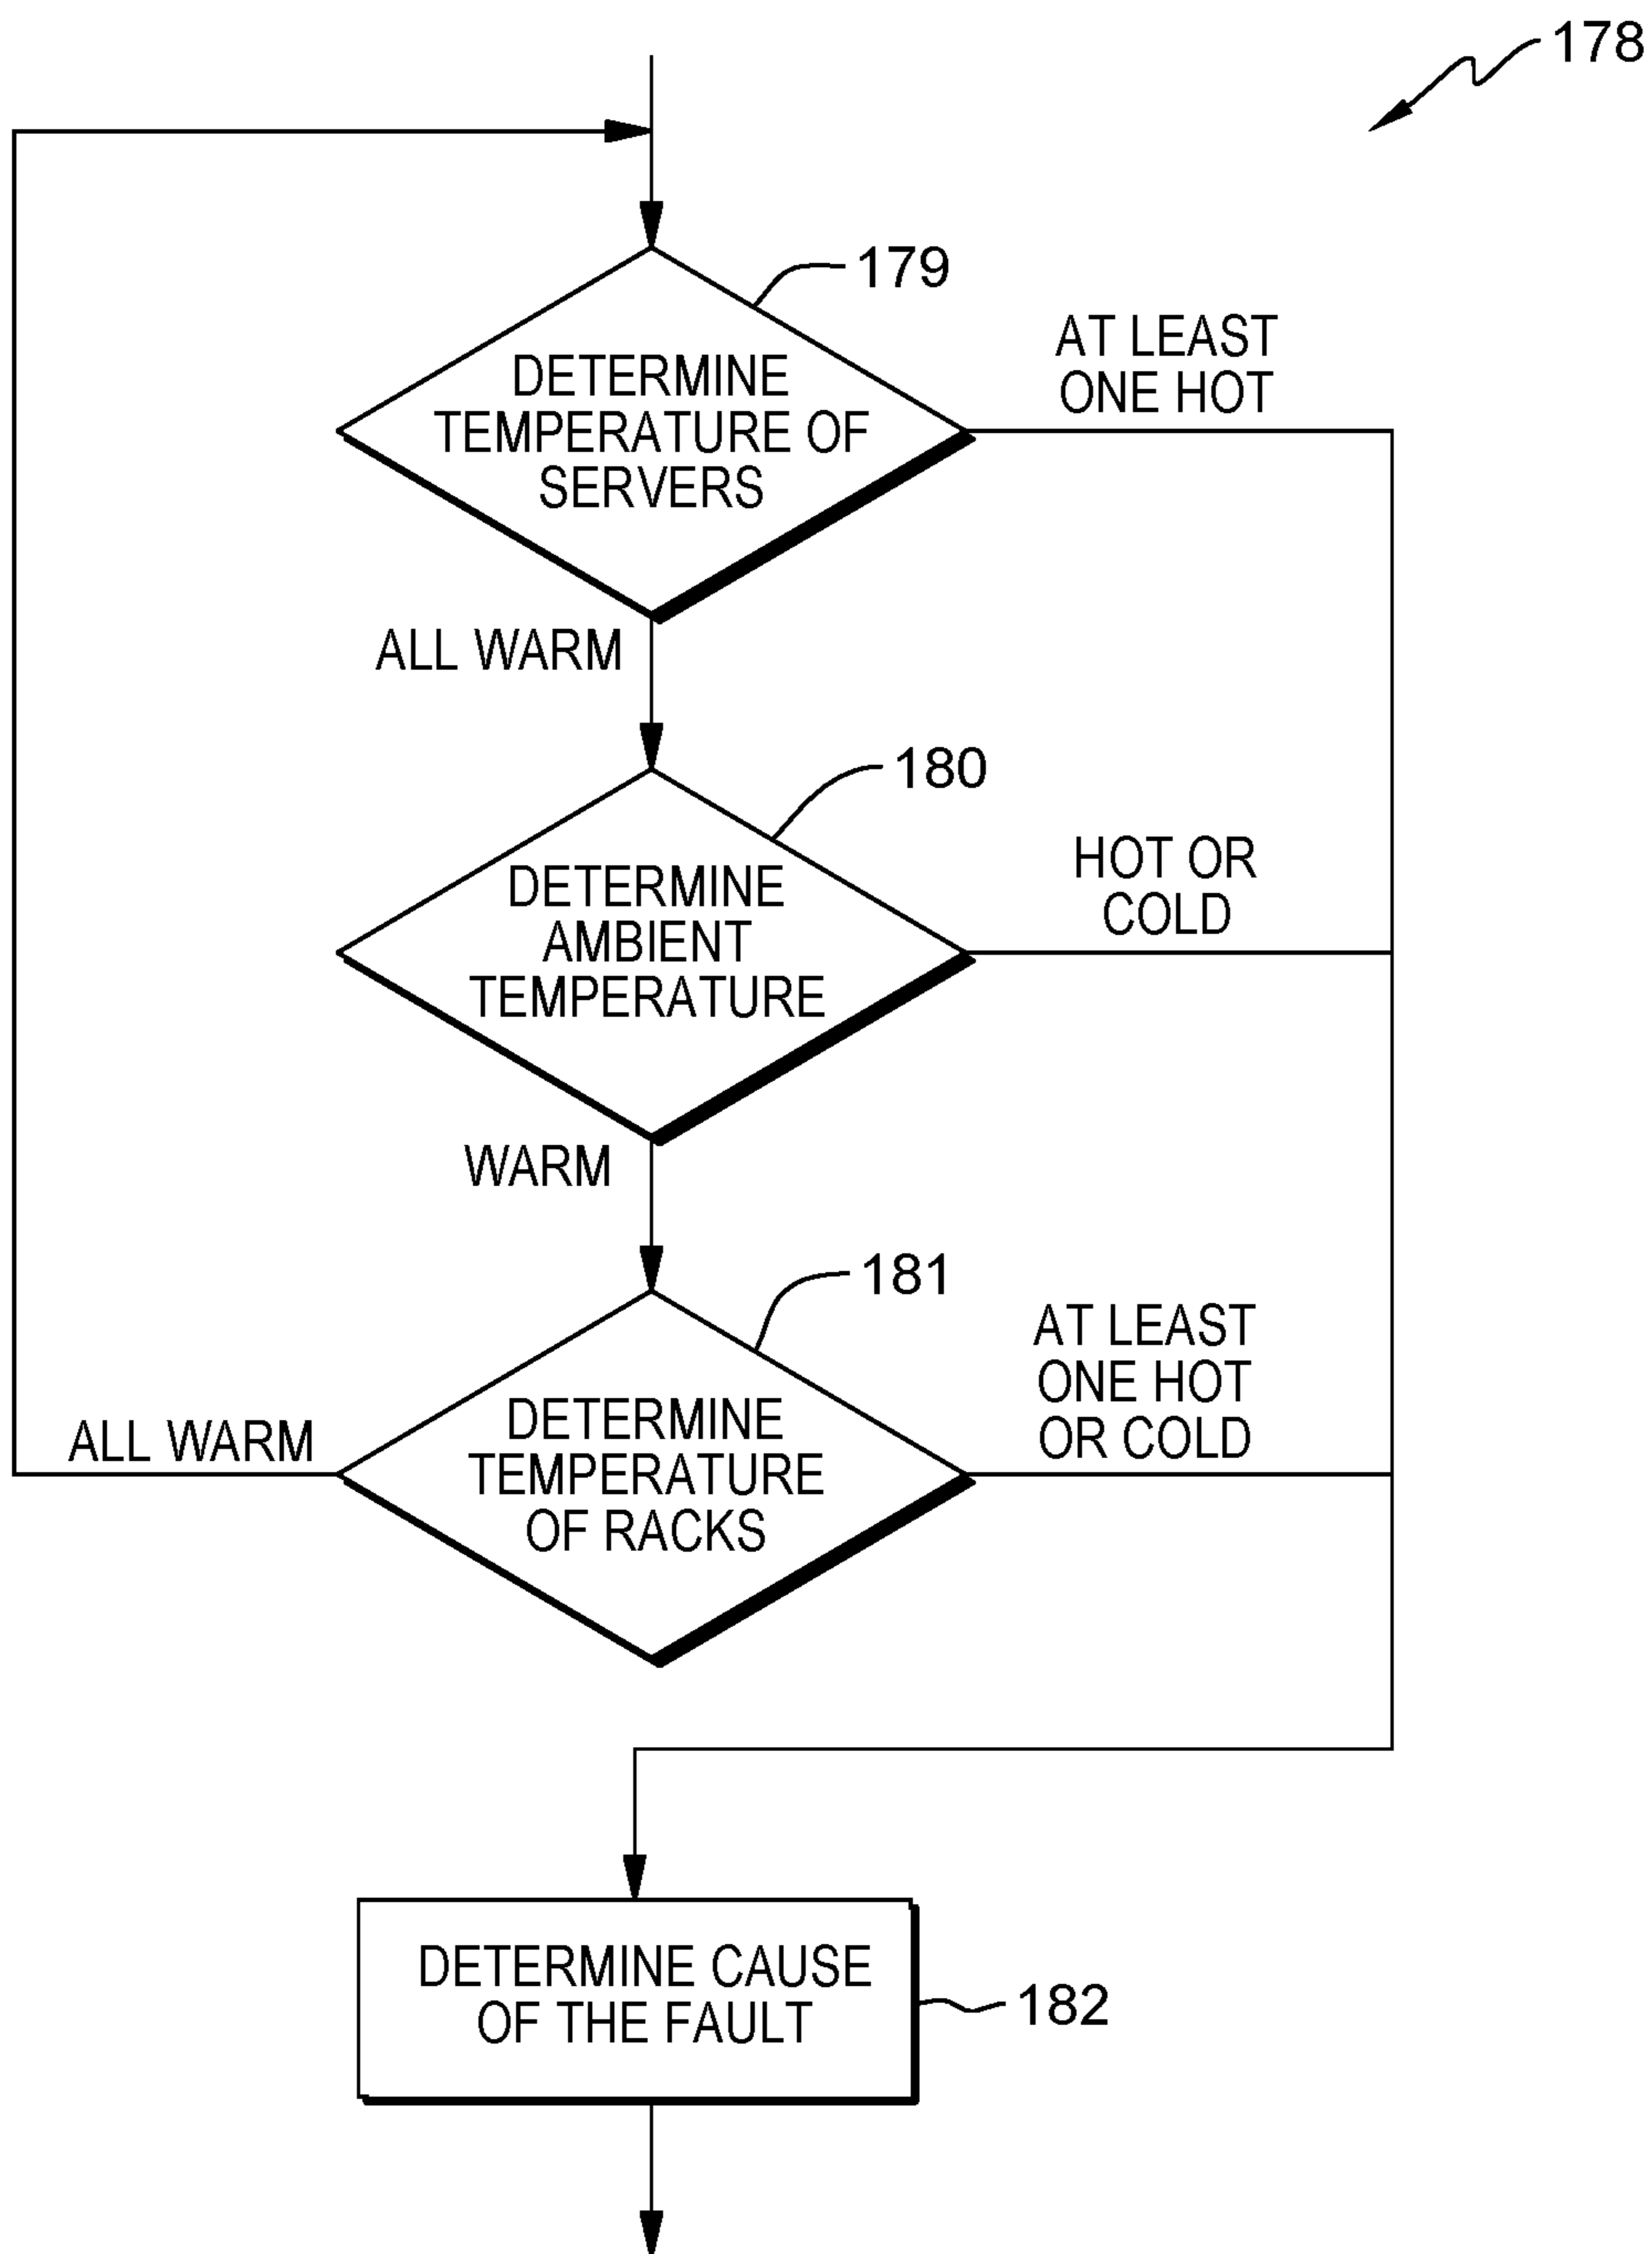 178
179
DETERMINE
TEMPERATURE OF
SERVERS
AT LEAST
ONE HOT
ALL WARM
180
DETERMINE
AMBIENT
TEMPERATURE
HOT OR
COLD
WARM
181
DETERMINE
TEMPERATURE
OF RACKS
AT LEAST
ONE HOT
OR COLD
ALL WARM
DETERMINE CAUSE
OF THE FAULT
182